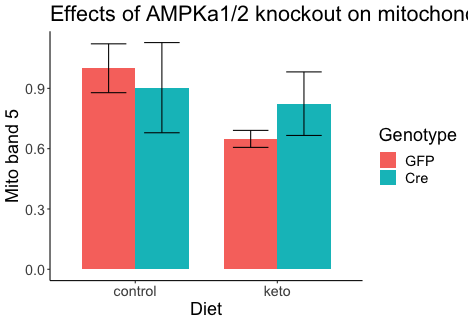 Effects of AMPKa1/2 knockout on mitochond
Mito band 5
0.9
0.6
0.3
0.0
control
keto
Diet
Genotype
GFP
Cre